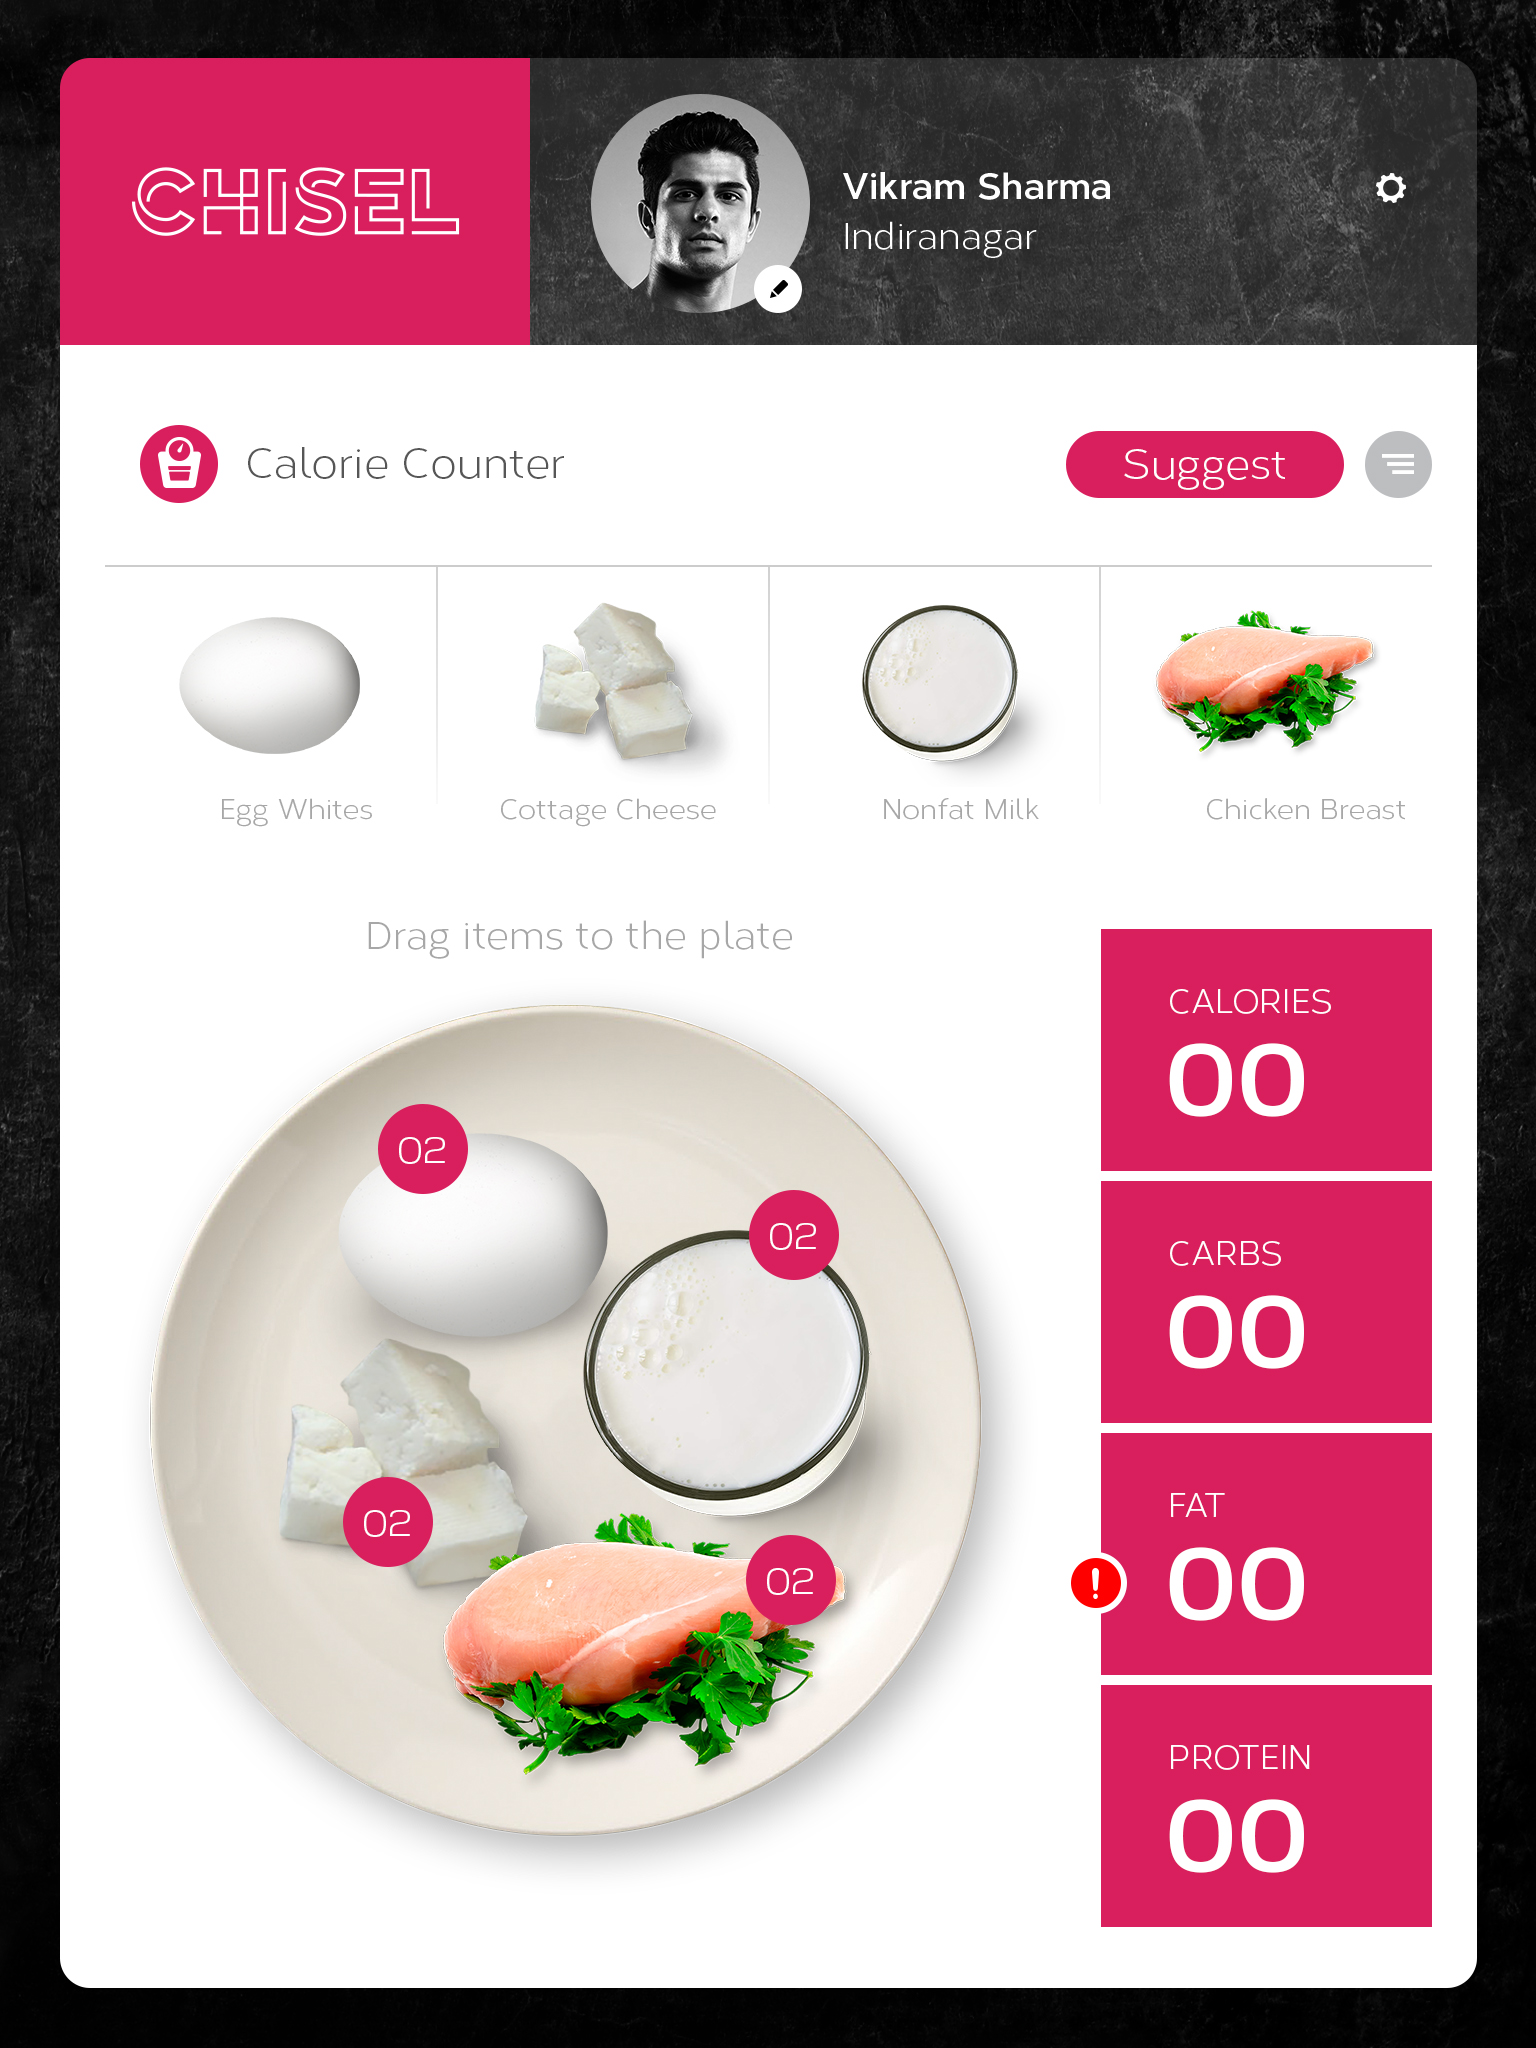 CHISEL
Vikram Sharma
Indiranagar
Calorie Counter
Suggest
Egg Whites
Cottage Cheese
Nonfat Milk
Chicken Breast
Drag items to the plate
02
02
02
02
CALORIES
00
CARBS
00
FAT
00
PROTEIN
00